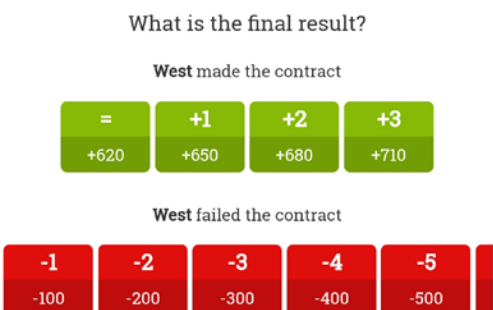 What is the final result?
West made the contract
= +1 +2 +3
+620 +650 +680 +710
West failed the contract
-1 -2 -3 -4 -5
-100 -200 -300 -400 -500